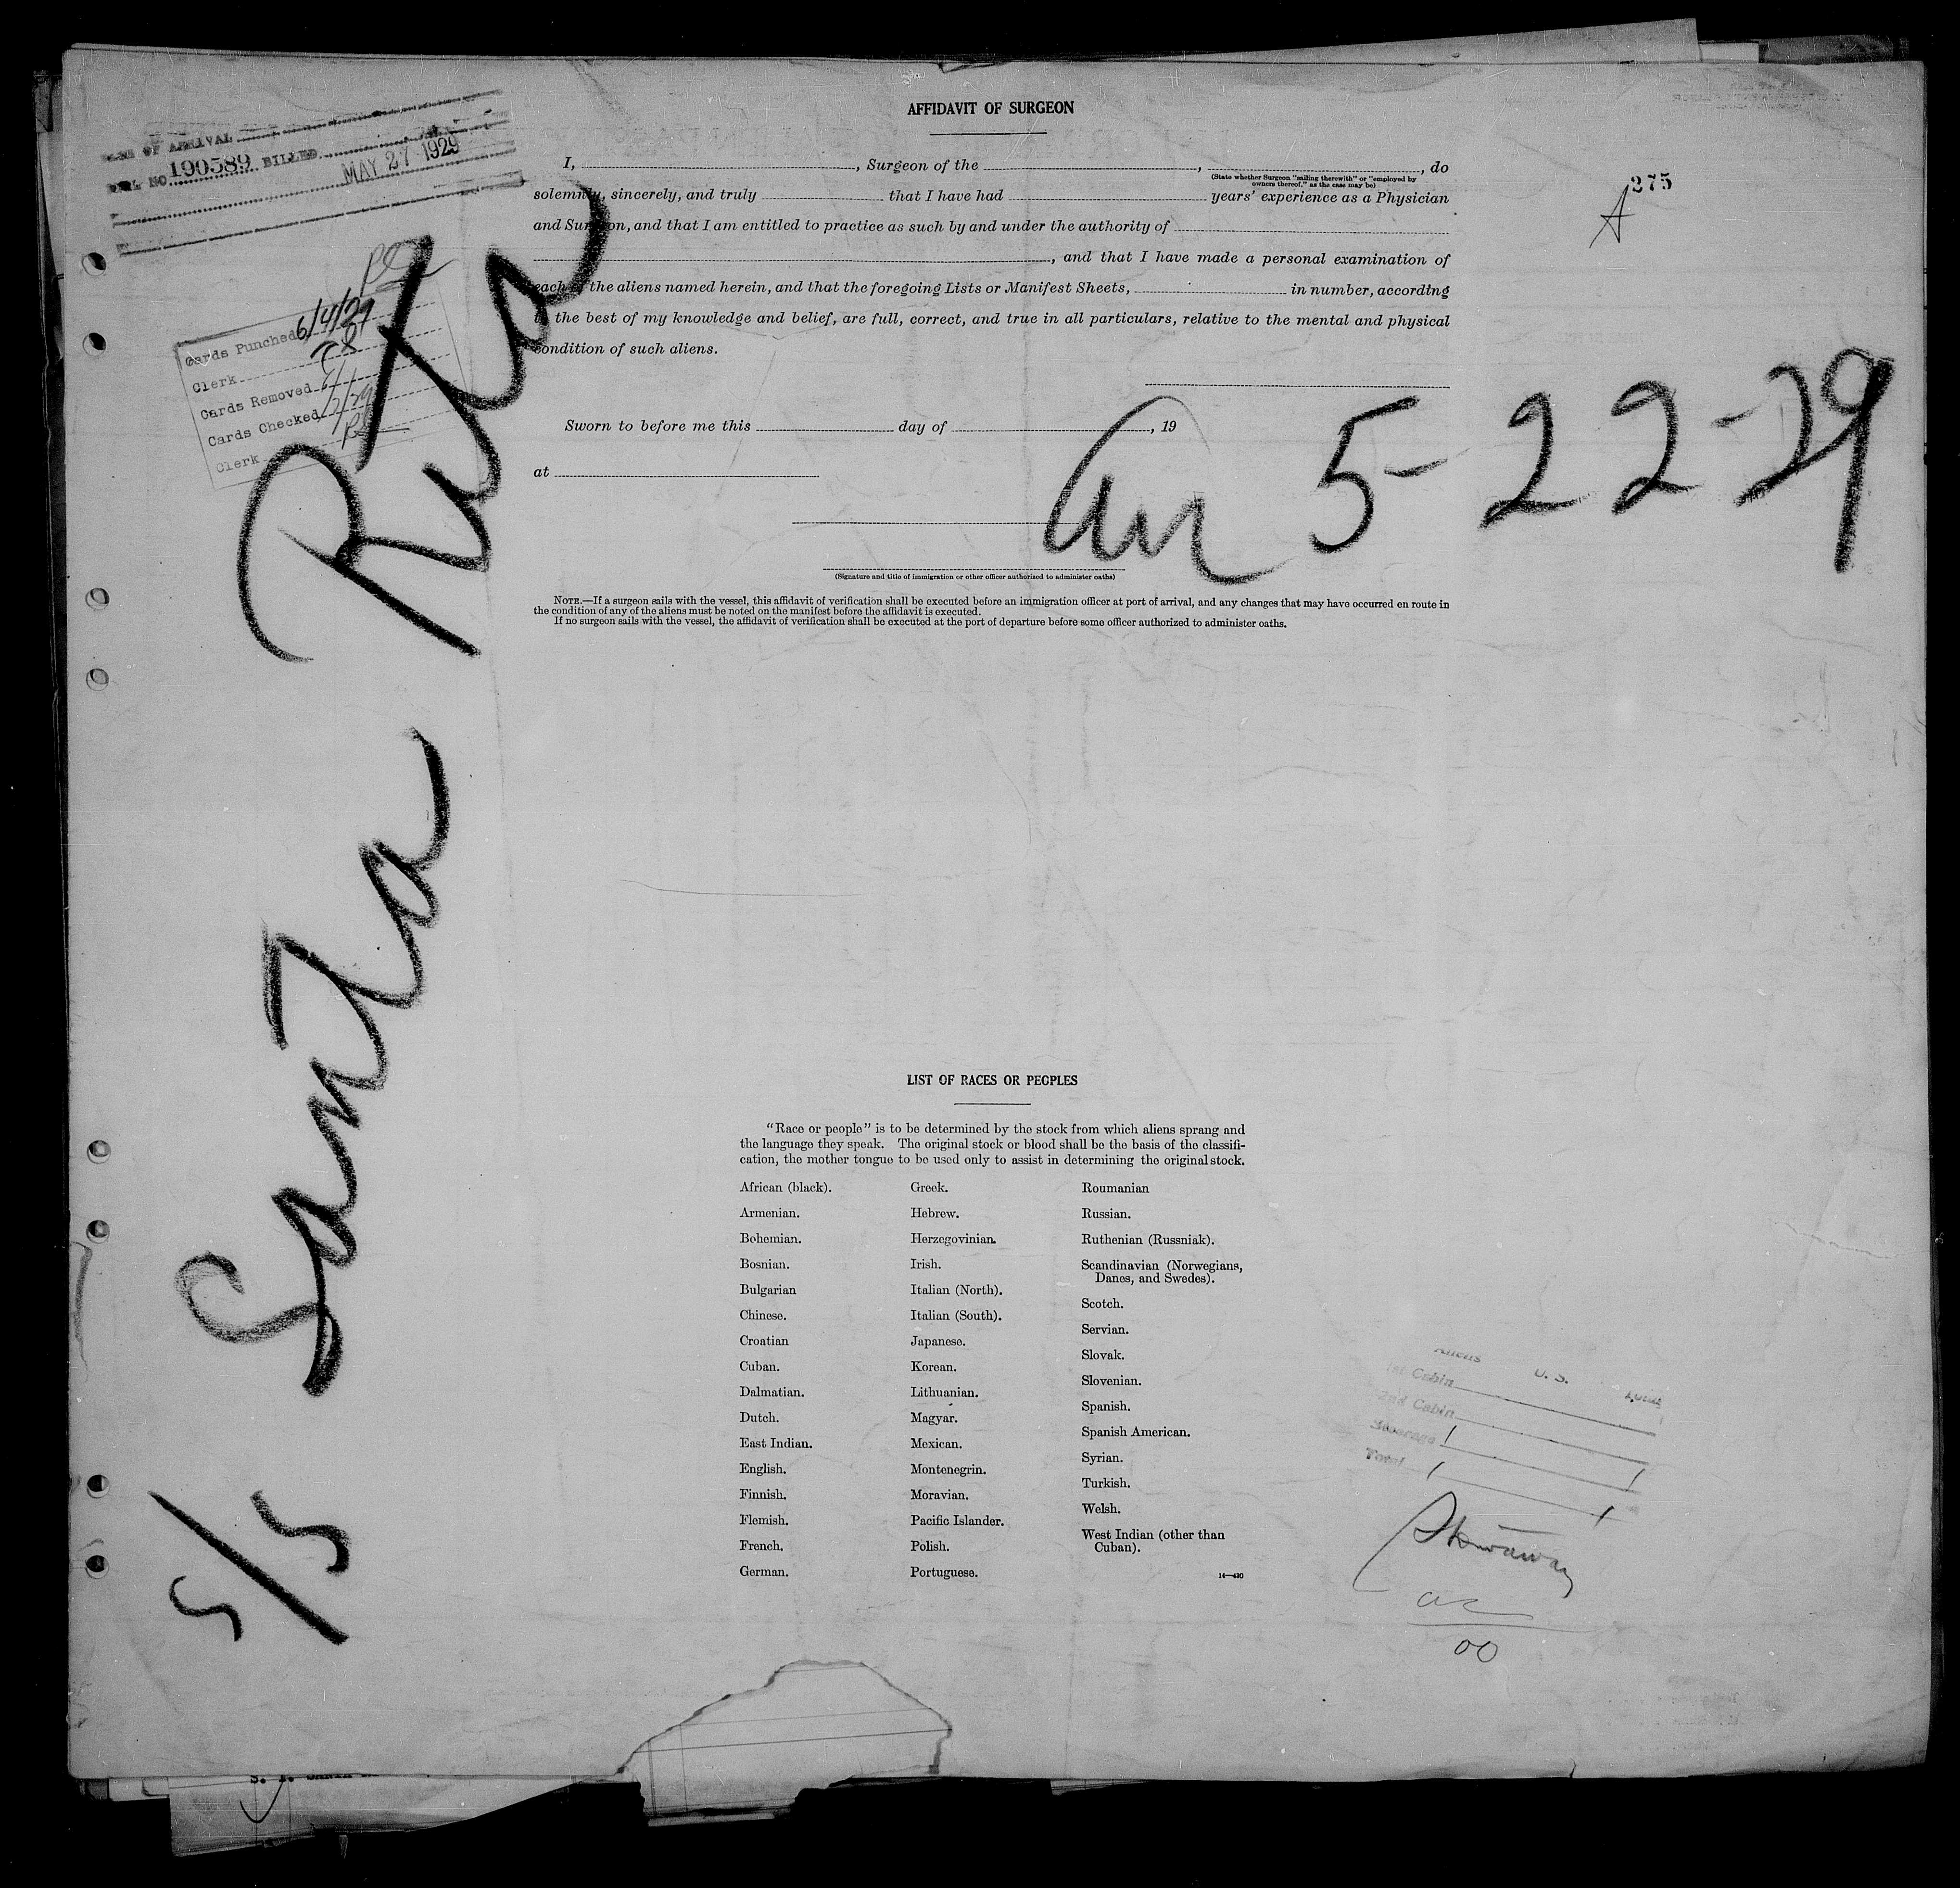 AFFIDAVIT OF SURGEON
OF ARRIVAL
NO 190589 BILLED
MAY 27 1929
A 275
I, , Surgeon of the , , do
(State whether Surgeon "sailing therewith" or "employed by
owners thereof," as the case may be)
solemnly, sincerely, and truly that I have had years' experience as a Physician
and Surgeon, and that I am entitled to practice as such by and under the authority of
, and that I have made a personal examination of
each of the aliens named herein, and that the foregoing Lists or Manifest Sheets, in number, according
the best of my knowledge and belief, are full, correct, and true in all particulars, relative to the mental and physical
condition of such aliens.
Cards Punched 6/4/29
Clerk
Cards Removed
Cards Checked
Clerk
Sworn to before me this day of , 19
at
Arr 5-22-29
(Signature and title of immigration or other officer authorized to administer oaths)
NOTE.—If a surgeon sails with the vessel, this affidavit of verification shall be executed before an immigration officer at port of arrival, and any changes that may have occurred en route in
the condition of any of the aliens must be noted on the manifest before the affidavit is executed.
If no surgeon sails with the vessel, the affidavit of verification shall be executed at the port of departure before some officer authorized to administer oaths.
S/S Santa Rita
LIST OF RACES OR PEOPLES
"Race or people" is to be determined by the stock from which aliens sprang and
the language they speak. The original stock or blood shall be the basis of the classifi-
cation, the mother tongue to be used only to assist in determining the original stock.
African (black).
Armenian.
Bohemian.
Bosnian.
Bulgarian
Chinese.
Croatian
Cuban.
Dalmatian.
Dutch.
East Indian.
English.
Finnish.
Flemish.
French.
German.
Greek.
Hebrew.
Herzegovinian.
Irish.
Italian (North).
Italian (South).
Japanese.
Korean.
Lithuanian.
Magyar.
Mexican.
Montenegrin.
Moravian.
Pacific Islander.
Polish.
Portuguese.
Roumanian
Russian.
Ruthenian (Russniak).
Scandinavian (Norwegians,
Danes, and Swedes).
Scotch.
Servian.
Slovak.
Slovenian.
Spanish.
Spanish American.
Syrian.
Turkish.
Welsh.
West Indian (other than
Cuban).
14—430
Aliens U. S. Total
1st Cabin
2nd Cabin
Steerage 1 1
Total 1 1
Stowaway
00